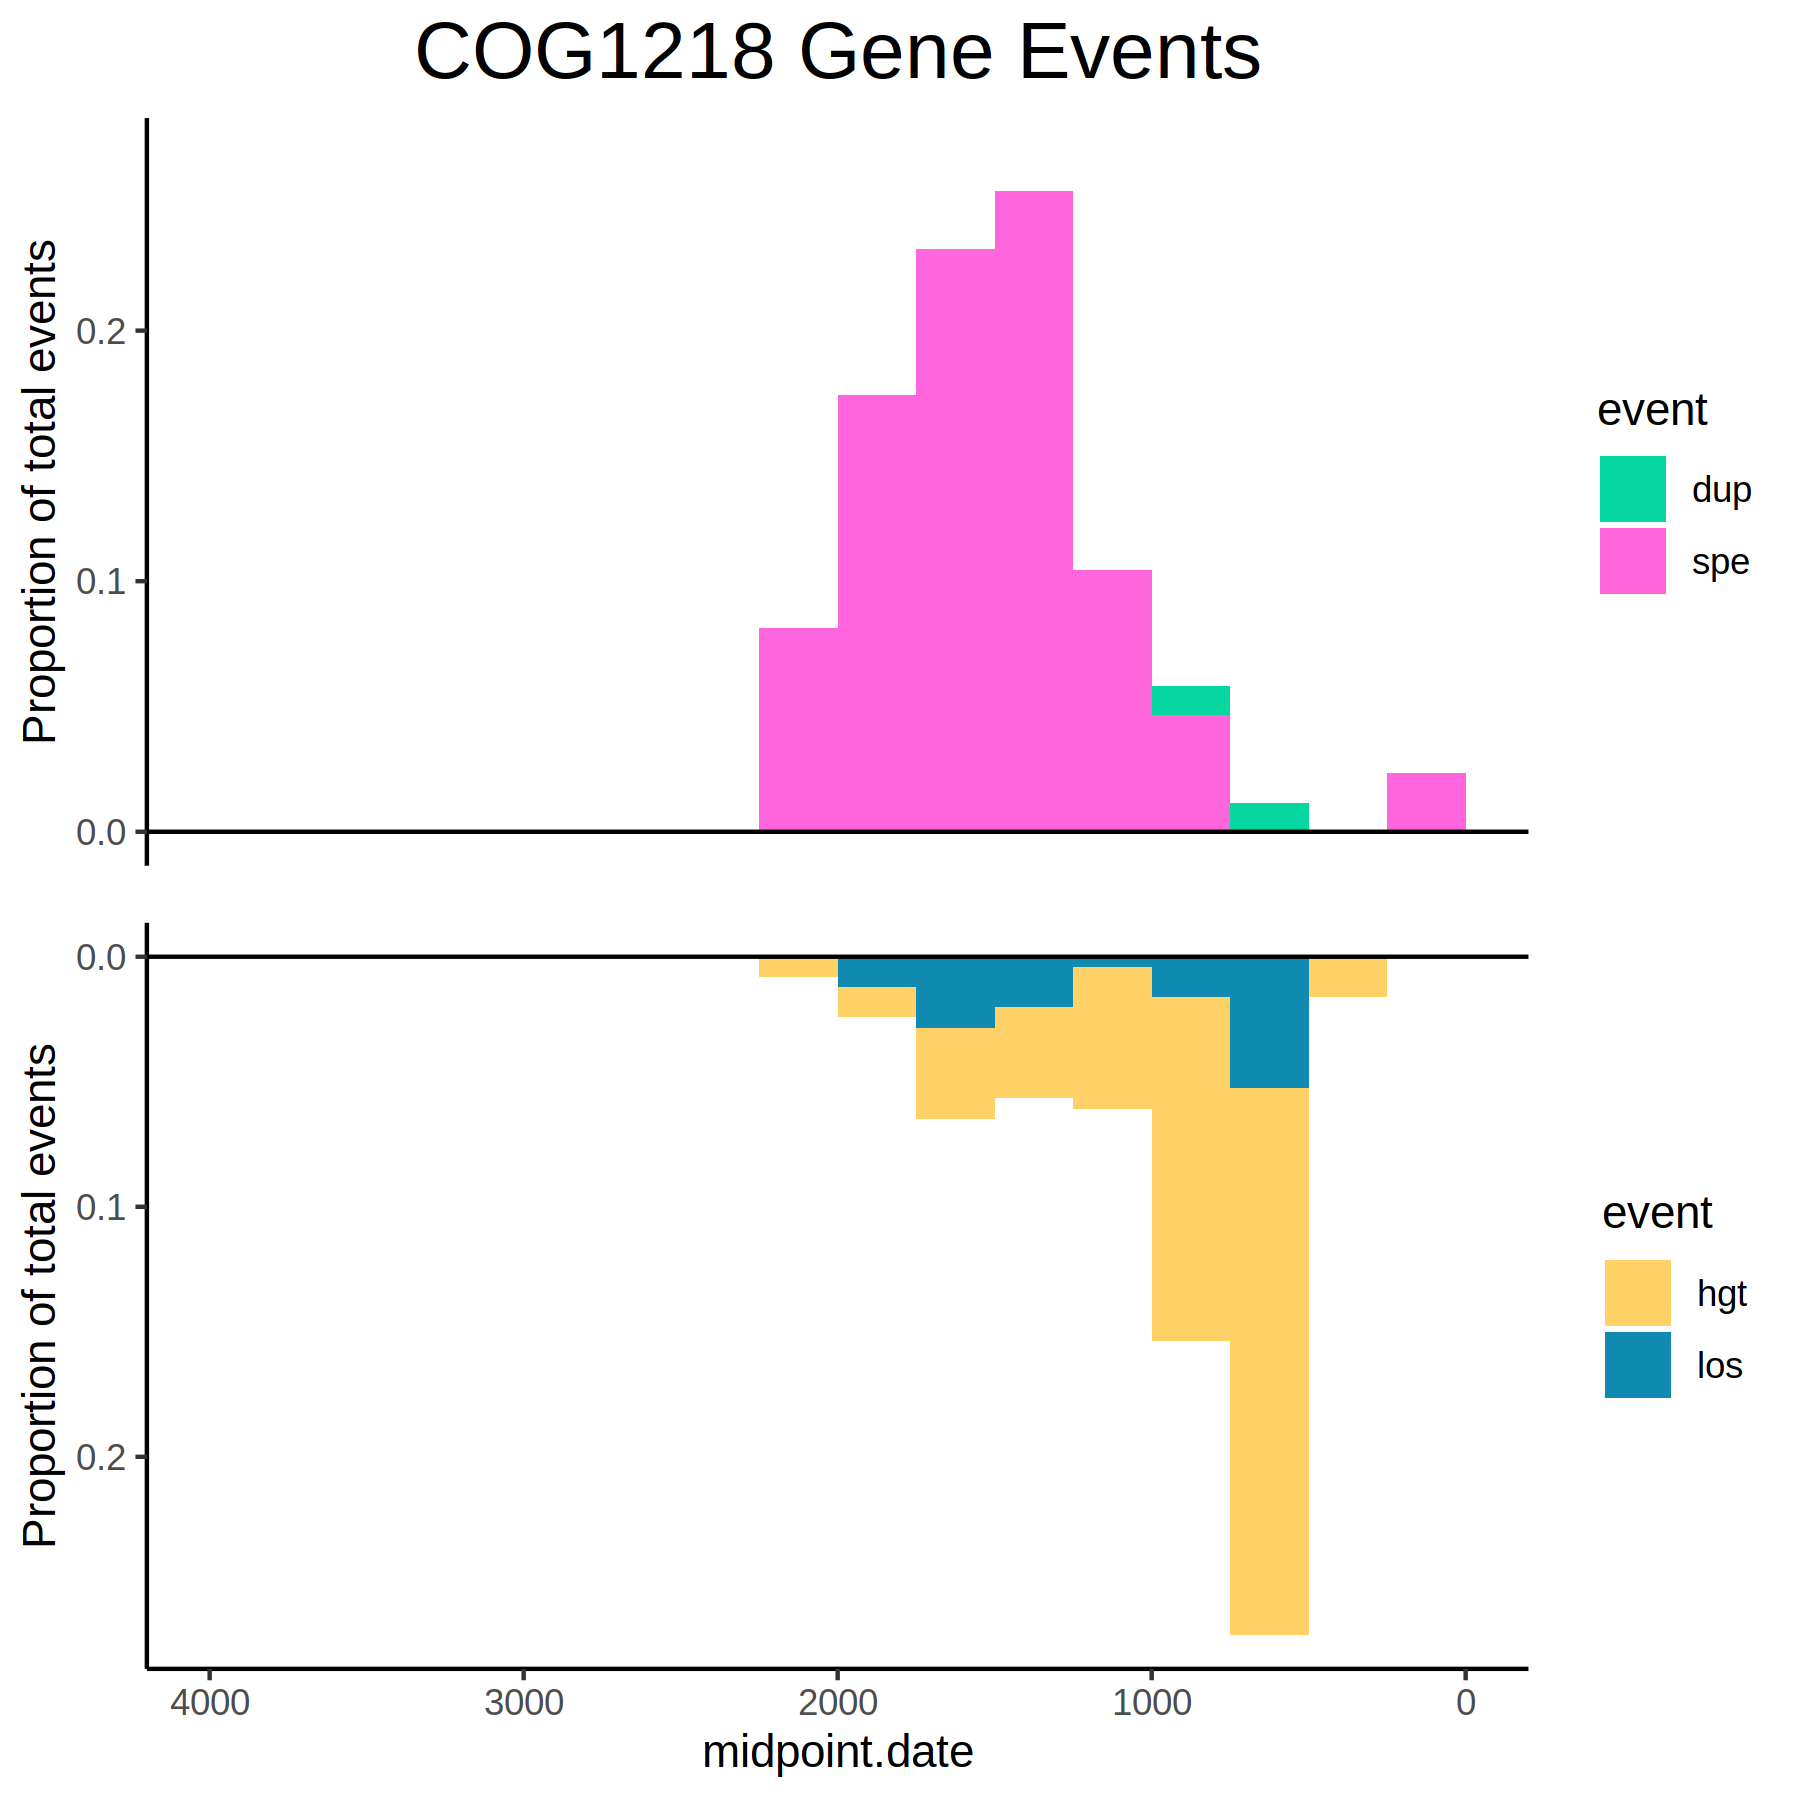 COG1218 Gene Events
Proportion of total events
0.2
0.1
0.0
event
dup
spe
Proportion of total events
0.0
0.1
0.2
event
hgt
los
4000 3000 2000 1000 0
midpoint.date